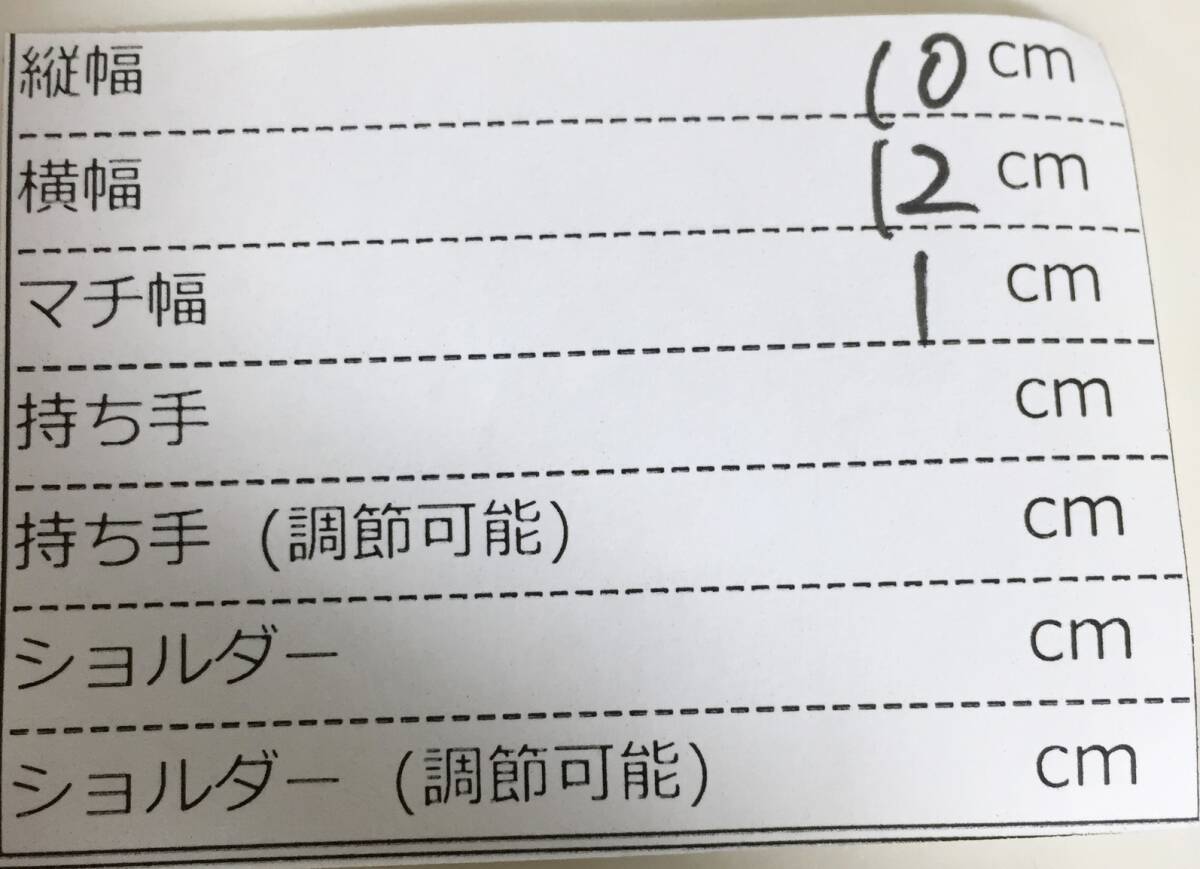 縦幅 10 cm
横幅 12 cm
マチ幅 1 cm
持ち手 cm
持ち手 (調節可能) cm
ショルダー cm
ショルダー (調節可能) cm